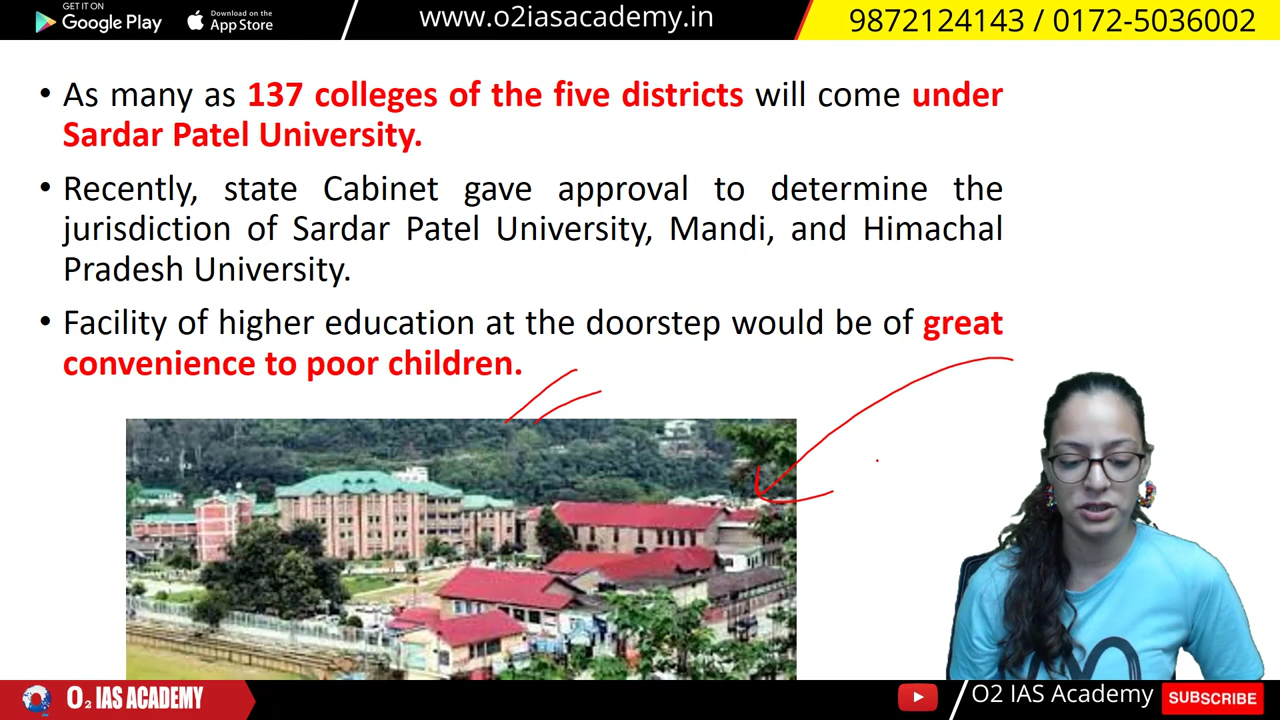 GET IT ON
Google Play
Download on the
App Store
www.o2iasacademy.in
9872124143 / 0172-5036002
• As many as 137 colleges of the five districts will come under
Sardar Patel University.
• Recently, state Cabinet gave approval to determine the
jurisdiction of Sardar Patel University, Mandi, and Himachal
Pradesh University.
• Facility of higher education at the doorstep would be of great
convenience to poor children.
O2 IAS ACADEMY
O2 IAS Academy
SUBSCRIBE